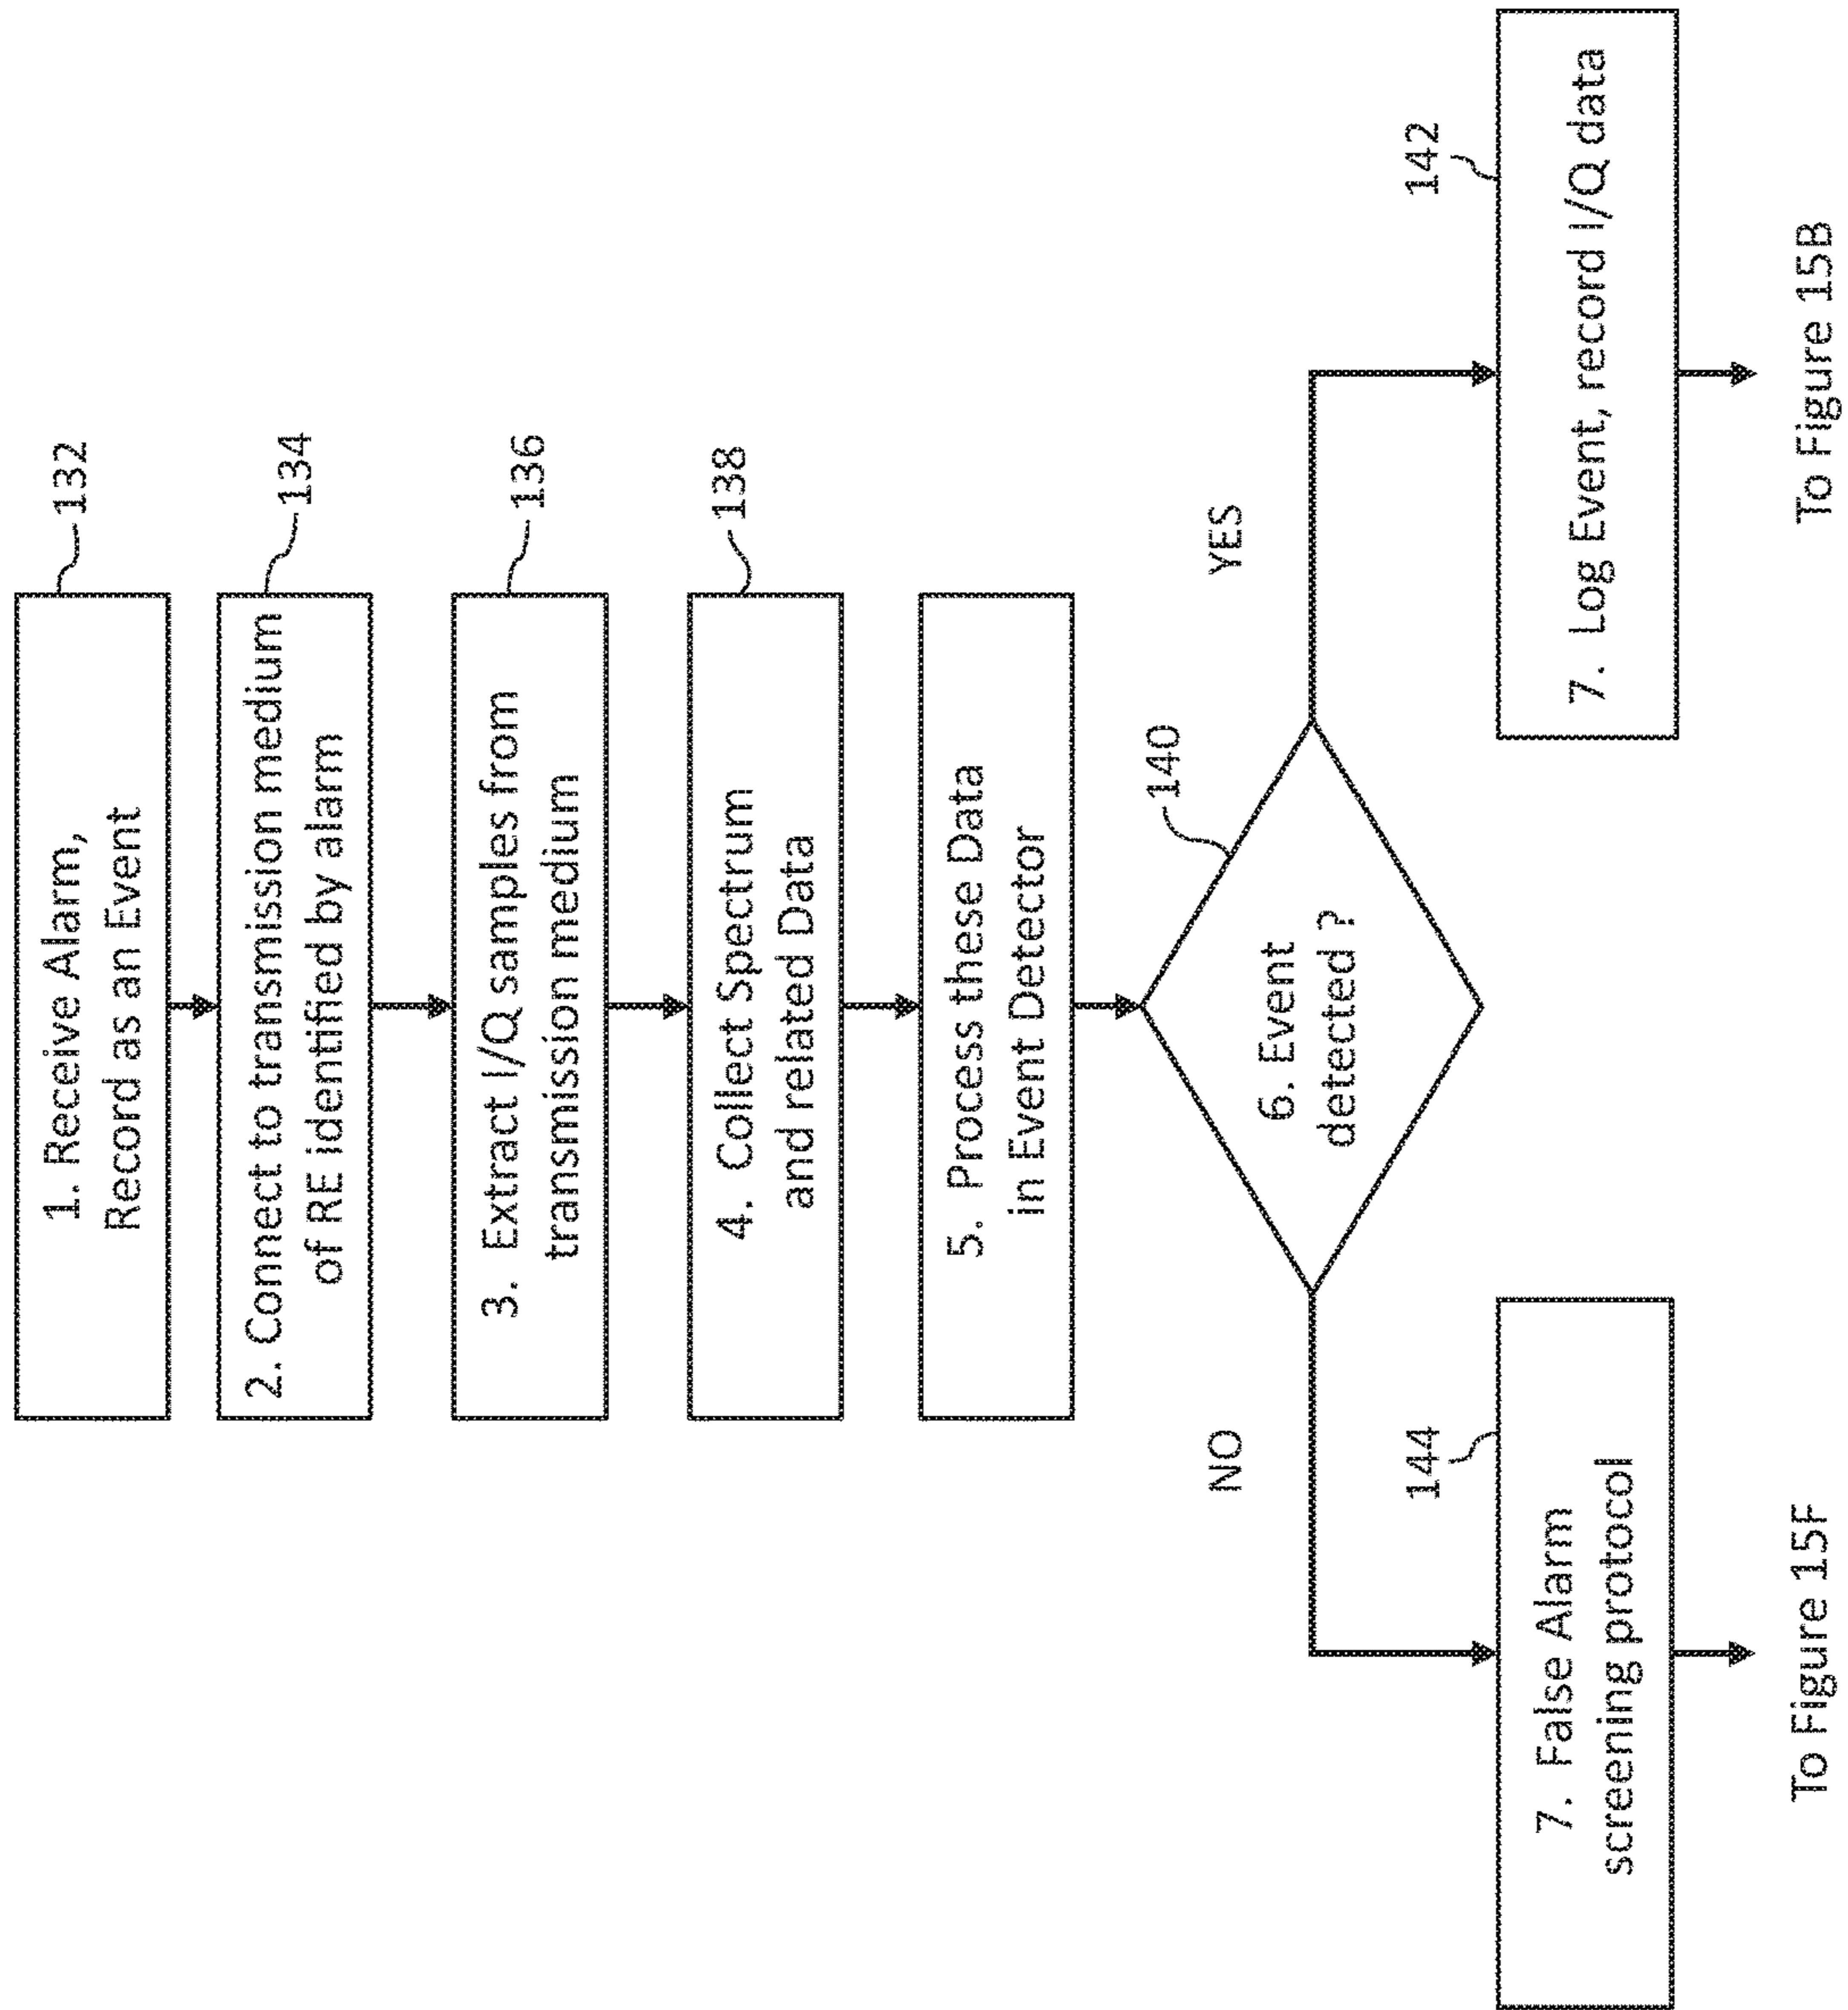 1. Receive Alarm,
Record as an Event
132
2. Connect to transmission medium
of RE identified by alarm
134
3. Extract I/Q samples from
transmission medium
136
4. Collect Spectrum
and related Data
138
5. Process these Data
in Event Detector
6. Event
detected ?
140
NO
YES
7. False Alarm
screening protocol
144
7. Log Event, record I/Q data
142
To Figure 15F
To Figure 15B